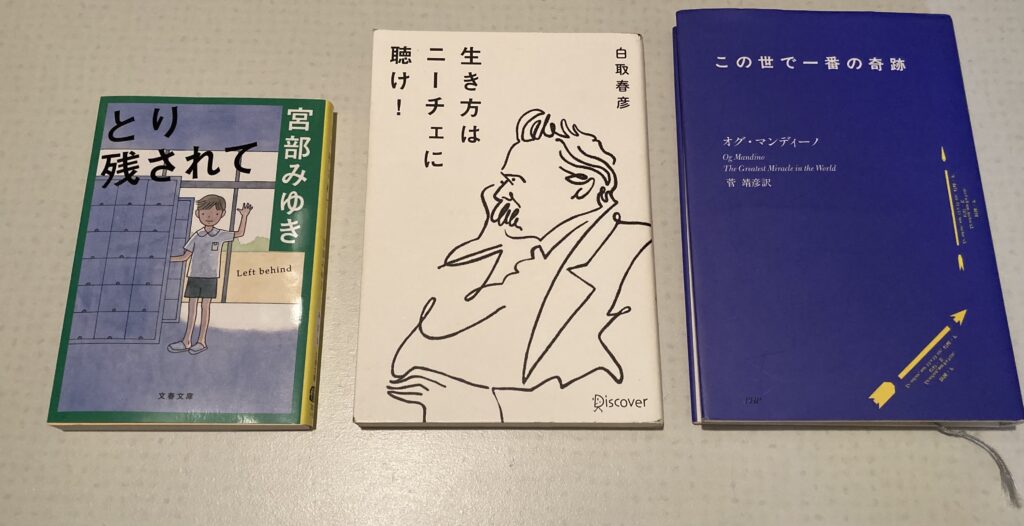 とり
残されて
宮部みゆき
Left behind
文春文庫
白取春彦
生き方は
ニーチェに
聴け！
Discover
この世で一番の奇跡
オグ・マンディーノ
Og Mandino
The Greatest Miracle in the World
菅 靖彦訳
PHP